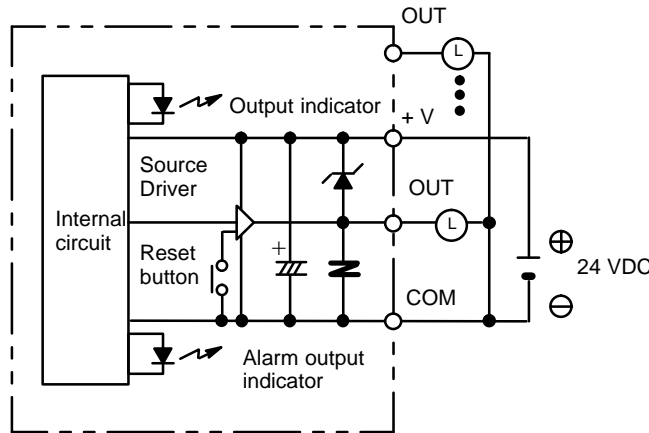 OUT
L
Output indicator
+ V
Source
Driver
OUT
Internal
circuit
L
Reset
button
+
⊕
24 VDC
COM
⊖
Alarm output
indicator